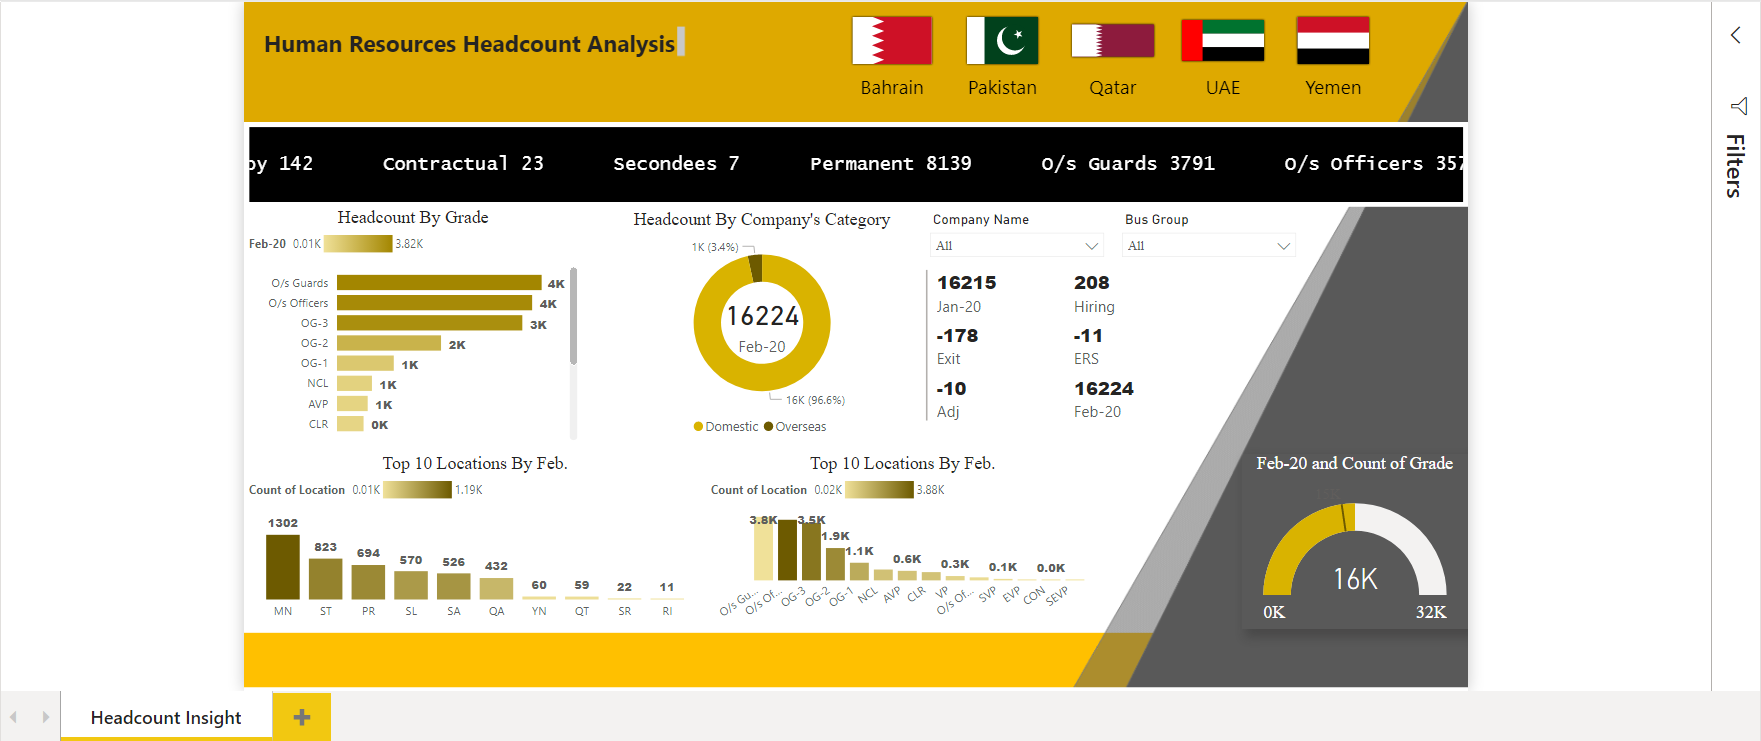 Human Resources Headcount Analysis
Bahrain
Pakistan
Qatar
UAE
Yemen
Filters
by 142 Contractual 23 Secondees 7 Permanent 8139 O/s Guards 3791 O/s Officers 357
Headcount By Grade
Feb-20 0.01K 3.82K
O/s Guards 4K
O/s Officers 4K
OG-3 3K
OG-2 2K
OG-1 1K
NCL 1K
AVP 1K
CLR 0K
Headcount By Company's Category
1K (3.4%)
16224
Feb-20
16K (96.6%)
Domestic Overseas
Company Name
All
Bus Group
All
16215
Jan-20
208
Hiring
-178
Exit
-11
ERS
-10
Adj
16224
Feb-20
Top 10 Locations By Feb.
Count of Location 0.01K 1.19K
1302 823 694 570 526 432 60 59 22 11
MN ST PR SL SA QA YN QT SR RI
Top 10 Locations By Feb.
Count of Location 0.02K 3.88K
3.8K 3.5K 1.9K 1.1K 0.6K 0.3K 0.1K 0.0K
O/s Gu... O/s Of... OG-3 OG-2 OG-1 NCL AVP CLR VP O/s Of... SVP EVP CON SEVP
Feb-20 and Count of Grade
16K
0K 32K
Headcount Insight